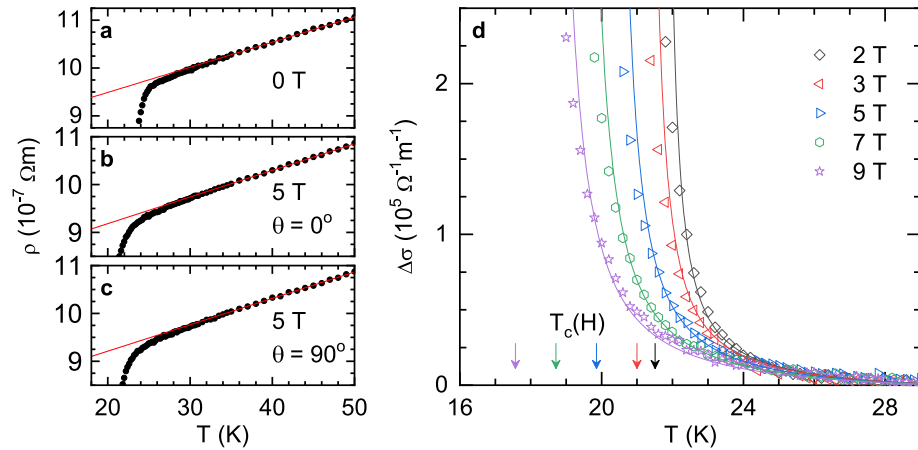 a
11
10
9
0 T
b
11
10
9
5 T
θ = 0°
c
11
10
9
5 T
θ = 90°
20 30 40 50
T (K)
ρ (10⁻⁷ Ωm)
d
2 T
3 T
5 T
7 T
9 T
T_c(H)
2
1
0
16 20 24 28
T (K)
Δσ (10⁵ Ω⁻¹m⁻¹)